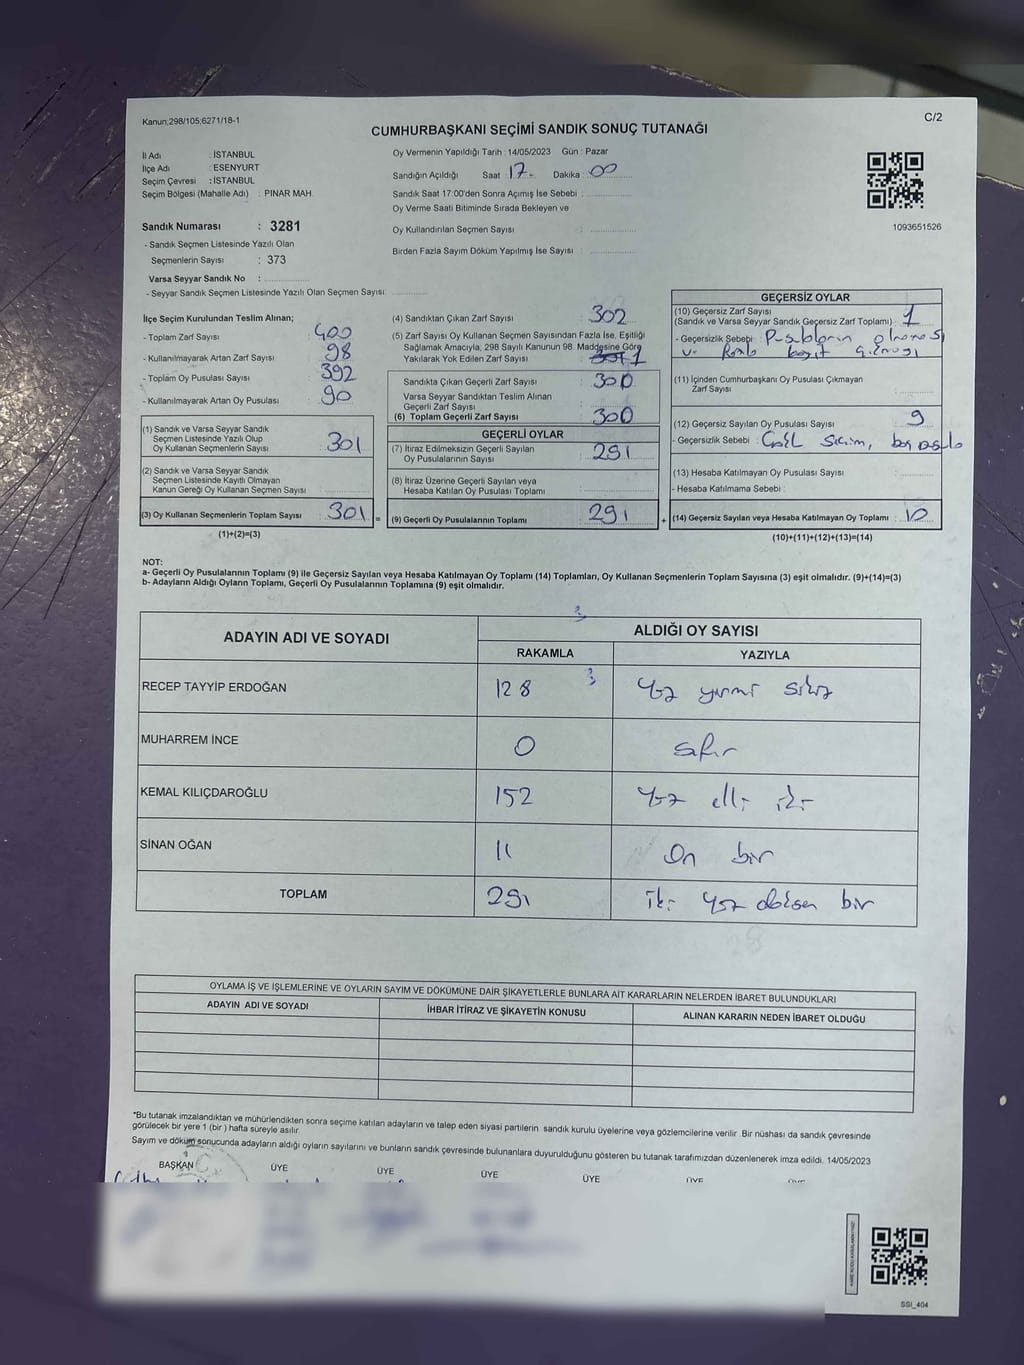 Kanun;298/105;6271/18-1
C/2
CUMHURBAŞKANI SEÇİMİ SANDIK SONUÇ TUTANAĞI
İl Adı : İSTANBUL
İlçe Adı : ESENYURT
Seçim Çevresi : İSTANBUL
Seçim Bölgesi (Mahalle Adı) : PINAR MAH.
Sandık Numarası : 3281
- Sandık Seçmen Listesinde Yazılı Olan
Seçmenlerin Sayısı : 373
Varsa Seyyar Sandık No :
- Seyyar Sandık Seçmen Listesinde Yazılı Olan Seçmen Sayısı:
Oy Vermenin Yapıldığı Tarih : 14/05/2023 Gün : Pazar
Sandığın Açıldığı Saat 17 Dakika : 00
Sandık Saat 17:00'den Sonra Açımış İse Sebebi :
Oy Verme Saati Bitiminde Sırada Bekleyen ve
Oy Kullandırılan Seçmen Sayısı :
Birden Fazla Sayım Döküm Yapılmış İse Sayısı :
1093651526
İlçe Seçim Kurulundan Teslim Alınan;
- Toplam Zarf Sayısı : 400
- Kullanılmayarak Artan Zarf Sayısı : 98
- Toplam Oy Pusulası Sayısı : 392
- Kullanılmayarak Artan Oy Pusulası : 90
(1) Sandık ve Varsa Seyyar Sandık
Seçmen Listesinde Yazılı Olup
Oy Kullanan Seçmenlerin Sayısı : 301
(2) Sandık ve Varsa Seyyar Sandık
Seçmen Listesinde Kayıtlı Olmayan
Kanun Gereği Oy Kullanan Seçmen Sayısı :
(3) Oy Kullanan Seçmenlerin Toplam Sayısı : 301 =
(1)+(2)=(3)
(4) Sandıktan Çıkan Zarf Sayısı : 302
(5) Zarf Sayısı Oy Kullanan Seçmen Sayısından Fazla İse, Eşitliği
Sağlamak Amacıyla, 298 Sayılı Kanunun 98. Maddesine Göre
Yakılarak Yok Edilen Zarf Sayısı : 1
Sandıkta Çıkan Geçerli Zarf Sayısı : 300
Varsa Seyyar Sandıktan Teslim Alınan
Geçerli Zarf Sayısı :
(6) Toplam Geçerli Zarf Sayısı : 300
GEÇERLİ OYLAR
(7) İtiraz Edilmeksizin Geçerli Sayılan
Oy Pusulalarının Sayısı : 291
(8) İtiraz Üzerine Geçerli Sayılan veya
Hesaba Katılan Oy Pusulası Toplamı :
(9) Geçerli Oy Pusulalarının Toplamı : 291 +
GEÇERSİZ OYLAR
(10) Geçersiz Zarf Sayısı
(Sandık ve Varsa Seyyar Sandık Geçersiz Zarf Toplamı) : 1
- Geçersizlik Sebebi : Pusulaların olmaması
(11) İçinden Cumhurbaşkanı Oy Pusulası Çıkmayan
Zarf Sayısı :
(12) Geçersiz Sayılan Oy Pusulası Sayısı : 9
- Geçersizlik Sebebi : seçim, boş pusula
(13) Hesaba Katılmayan Oy Pusulası Sayısı :
- Hesaba Katılmama Sebebi :
(14) Geçersiz Sayılan veya Hesaba Katılmayan Oy Toplamı : 10
(10)+(11)+(12)+(13)=(14)
NOT:
a- Geçerli Oy Pusulalarının Toplamı (9) ile Geçersiz Sayılan veya Hesaba Katılmayan Oy Toplamı (14) Toplamları, Oy Kullanan Seçmenlerin Toplam Sayısına (3) eşit olmalıdır. (9)+(14)=(3)
b- Adayların Aldığı Oyların Toplamı, Geçerli Oy Pusulalarının Toplamına (9) eşit olmalıdır.
3
ADAYIN ADI VE SOYADI ALDIĞI OY SAYISI
RAKAMLA YAZIYLA
RECEP TAYYİP ERDOĞAN 128 3 Yüz yirmi sekiz
MUHARREM İNCE 0 sıfır
KEMAL KILIÇDAROĞLU 152 Yüz elli iki
SİNAN OĞAN 11 On bir
TOPLAM 291 iki yüz doksan bir
OYLAMA İŞ VE İŞLEMLERİNE VE OYLARIN SAYIM VE DÖKÜMÜNE DAİR ŞİKAYETLERLE BUNLARA AİT KARARLARIN NELERDEN İBARET BULUNDUKLARI
ADAYIN ADI VE SOYADI İHBAR İTİRAZ VE ŞİKAYETİN KONUSU ALINAN KARARIN NEDEN İBARET OLDUĞU
*Bu tutanak imzalandıktan ve mühürlendikten sonra seçime katılan adayların ve talep eden siyasi partilerin sandık kurulu üyelerine veya gözlemcilerine verilir. Bir nüshası da sandık çevresinde
görülecek bir yere 1 (bir) hafta süreyle asılır.
Sayım ve döküm sonucunda adayların aldığı oyların sayılarını ve bunların sandık çevresinde bulunanlara duyurulduğunu gösteren bu tutanak tarafımızdan düzenlenerek imza edildi. 14/05/2023
BAŞKAN ÜYE ÜYE ÜYE ÜYE ÜYE ÜYE
SSI_404